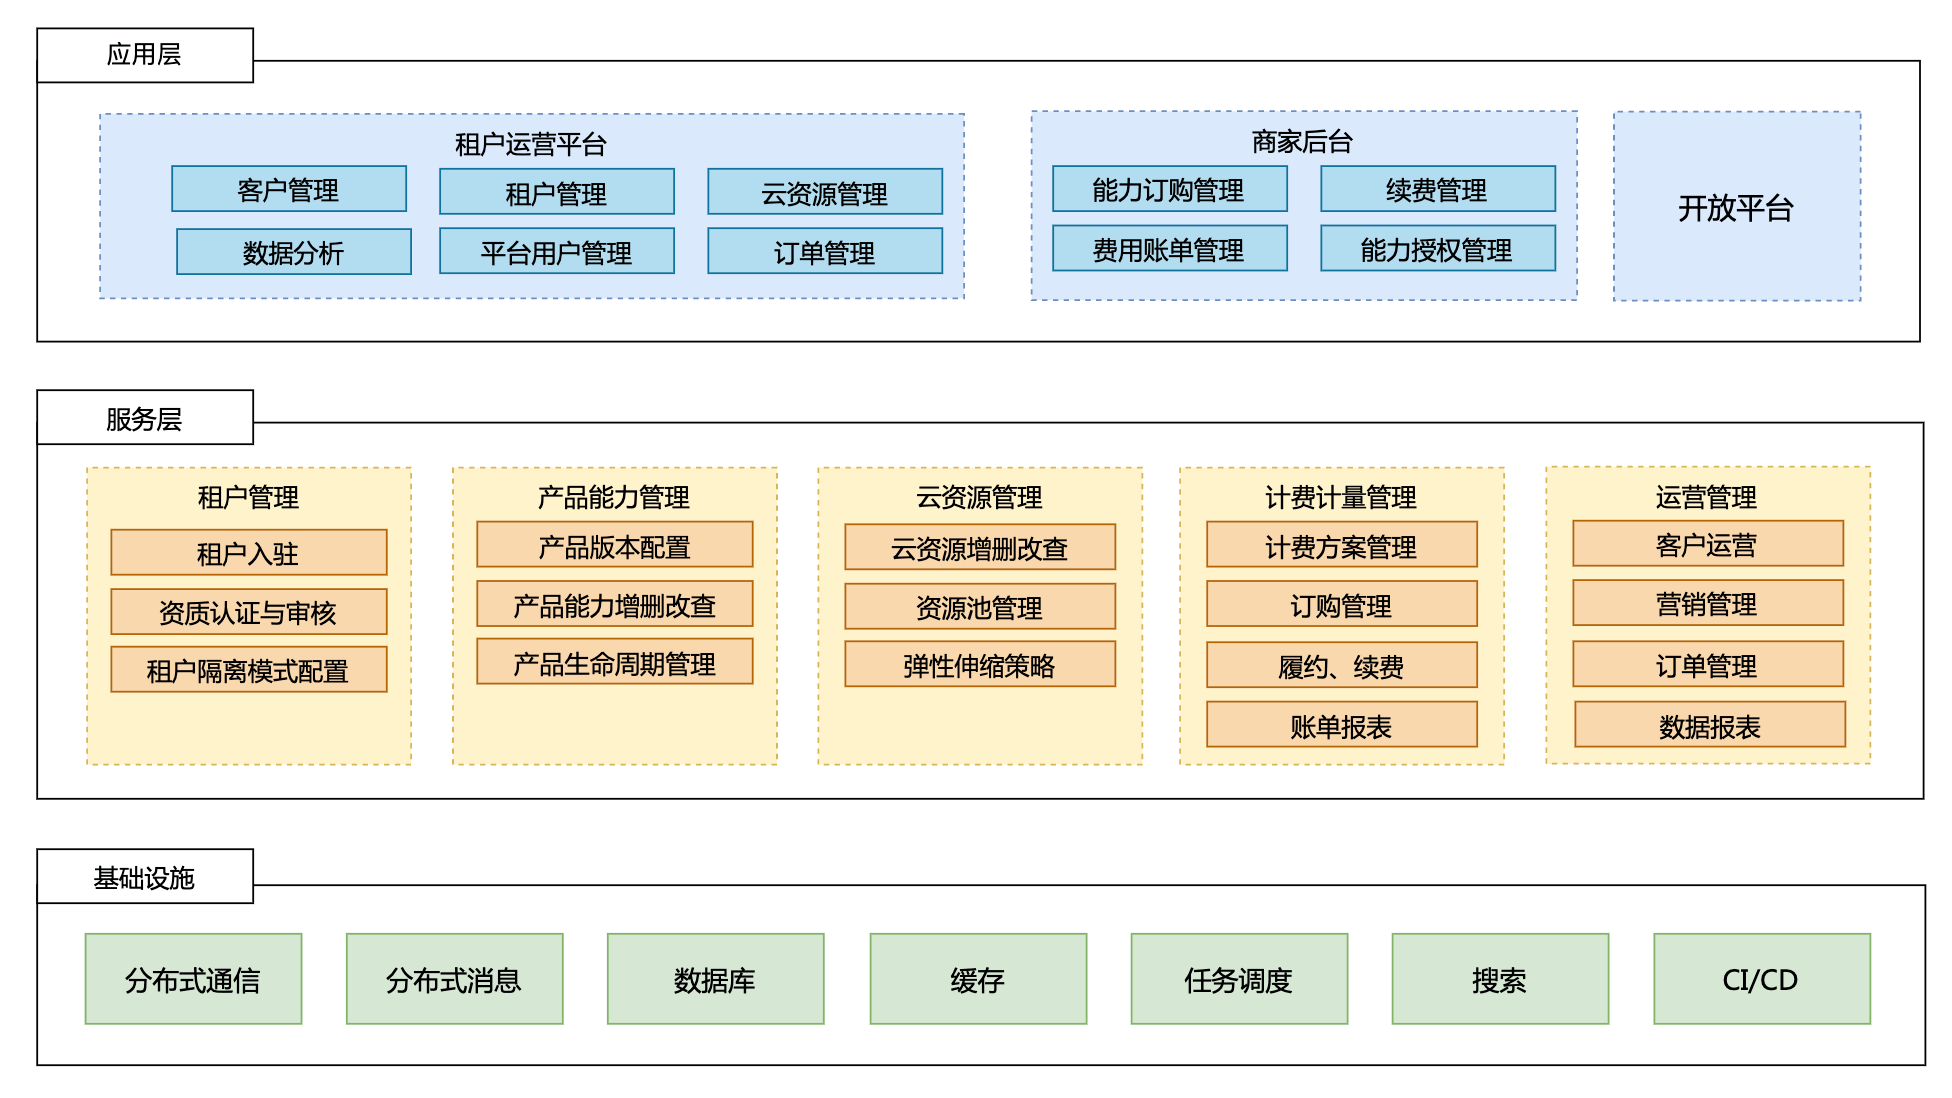 应用层
租户运营平台
客户管理
租户管理
云资源管理
数据分析
平台用户管理
订单管理
商家后台
能力订购管理
续费管理
费用账单管理
能力授权管理
开放平台
服务层
租户管理
租户入驻
资质认证与审核
租户隔离模式配置
产品能力管理
产品版本配置
产品能力增删改查
产品生命周期管理
云资源管理
云资源增删改查
资源池管理
弹性伸缩策略
计费计量管理
计费方案管理
订购管理
履约、续费
账单报表
运营管理
客户运营
营销管理
订单管理
数据报表
基础设施
分布式通信
分布式消息
数据库
缓存
任务调度
搜索
CI/CD